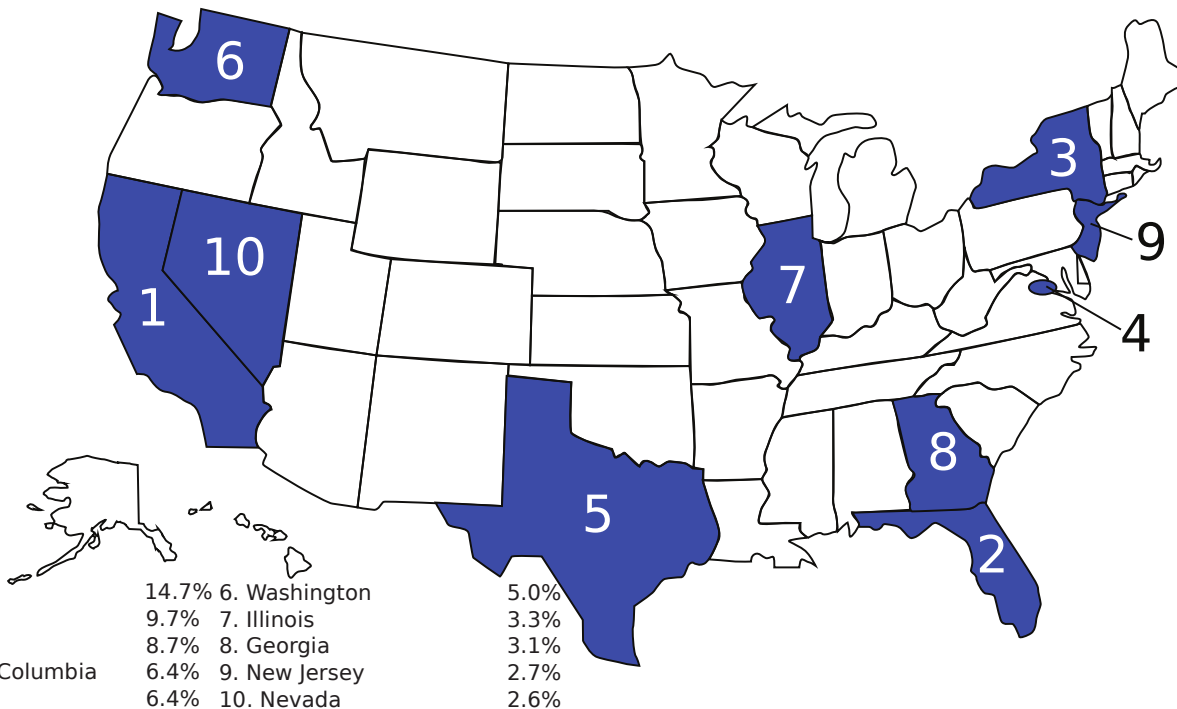 6
3
10
9
7
1
4
8
5
2
14.7% 6. Washington 5.0%
9.7% 7. Illinois 3.3%
8.7% 8. Georgia 3.1%
Columbia 6.4% 9. New Jersey 2.7%
6.4% 10. Nevada 2.6%